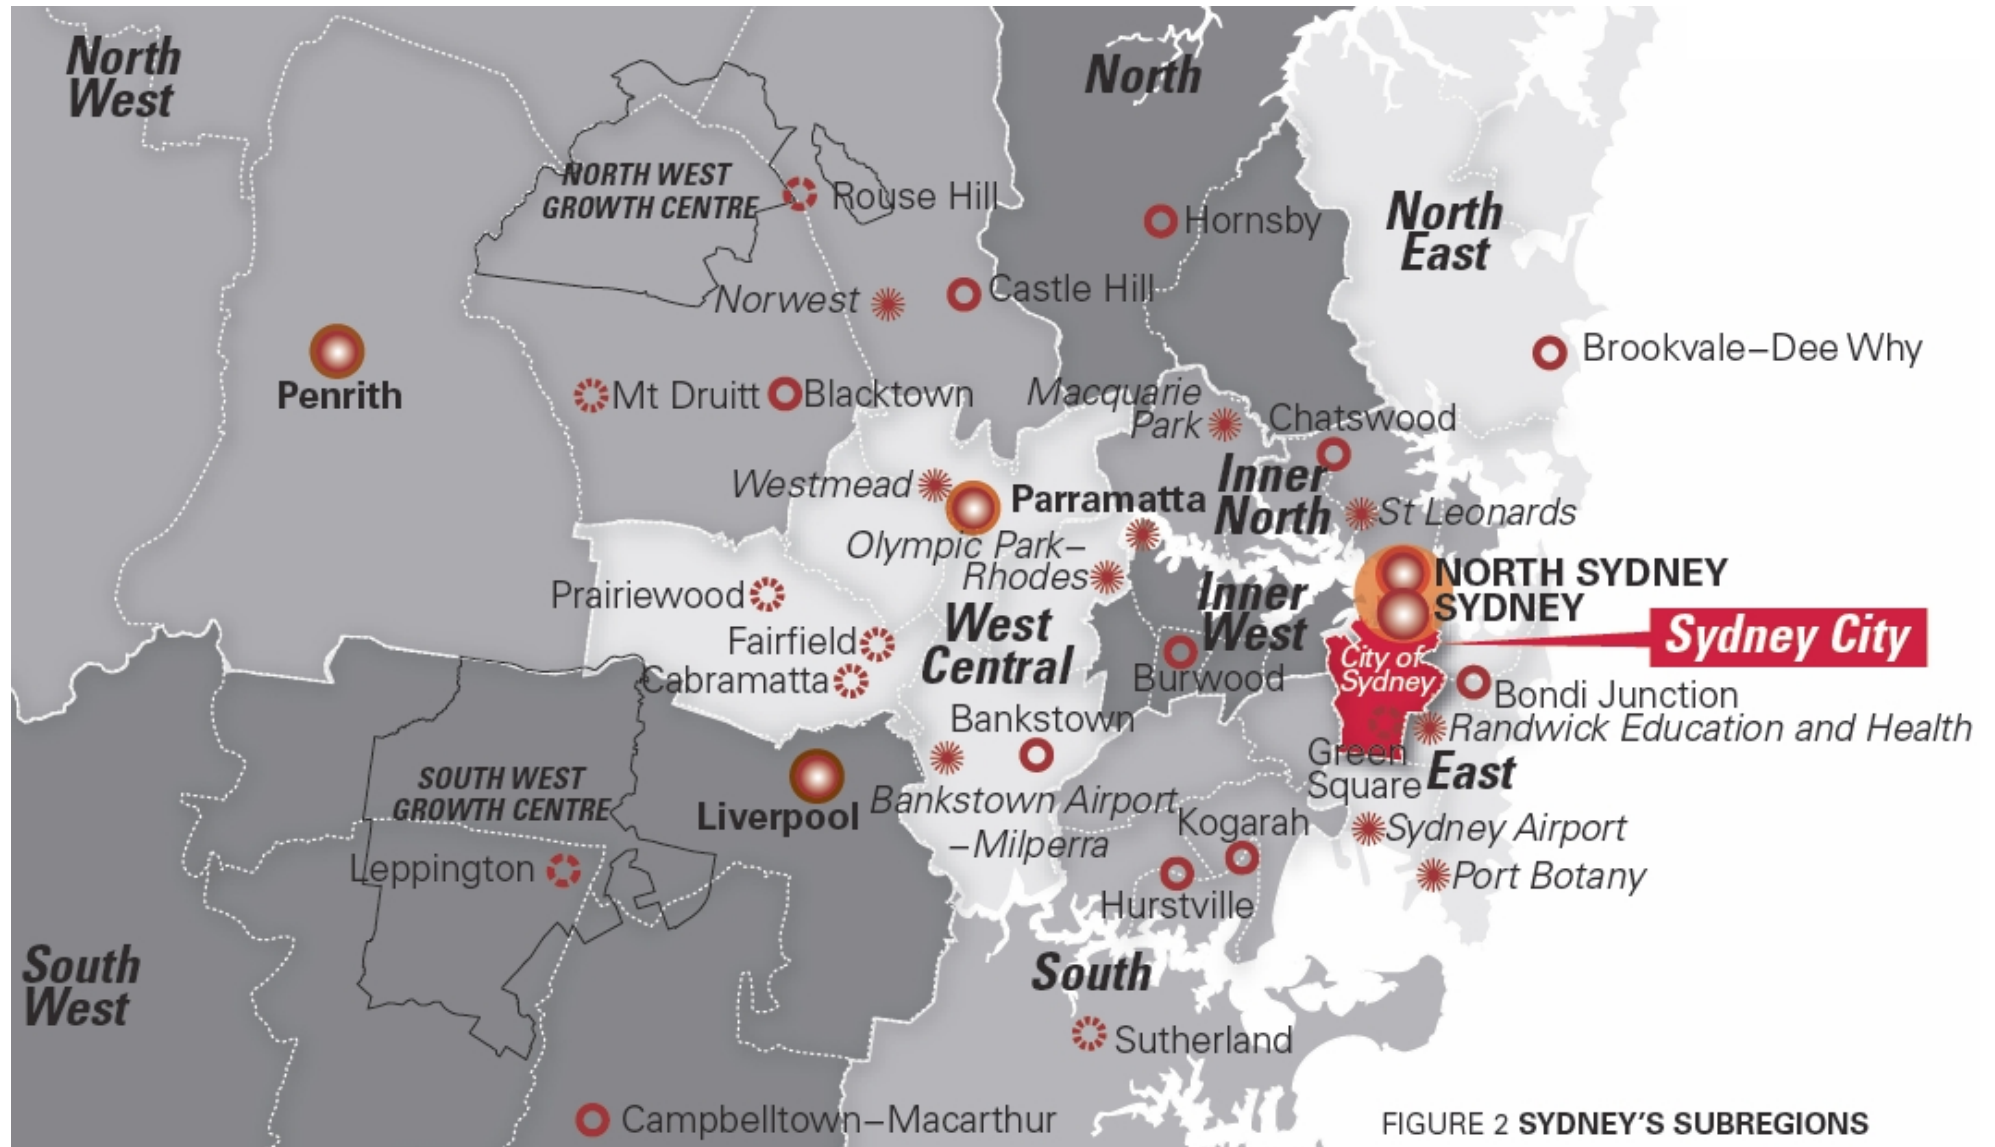 North
West
North
NORTH WEST
GROWTH CENTRE
Rouse Hill
Hornsby
North
East
Norwest
Castle Hill
Brookvale–Dee Why
Penrith
Mt Druitt
Blacktown
Macquarie
Park
Chatswood
Westmead
Parramatta
Inner
North
St Leonards
Olympic Park–
Rhodes
NORTH SYDNEY
SYDNEY
Prairiewood
Inner
West
Sydney City
Fairfield
West
Central
City of
Sydney
Cabramatta
Burwood
Bondi Junction
Bankstown
Randwick Education and Health
Green
Square
East
SOUTH WEST
GROWTH CENTRE
Liverpool
Bankstown Airport
–Milperra
Kogarah
Sydney Airport
Leppington
Port Botany
Hurstville
South
West
South
Sutherland
Campbelltown–Macarthur
FIGURE 2 SYDNEY'S SUBREGIONS